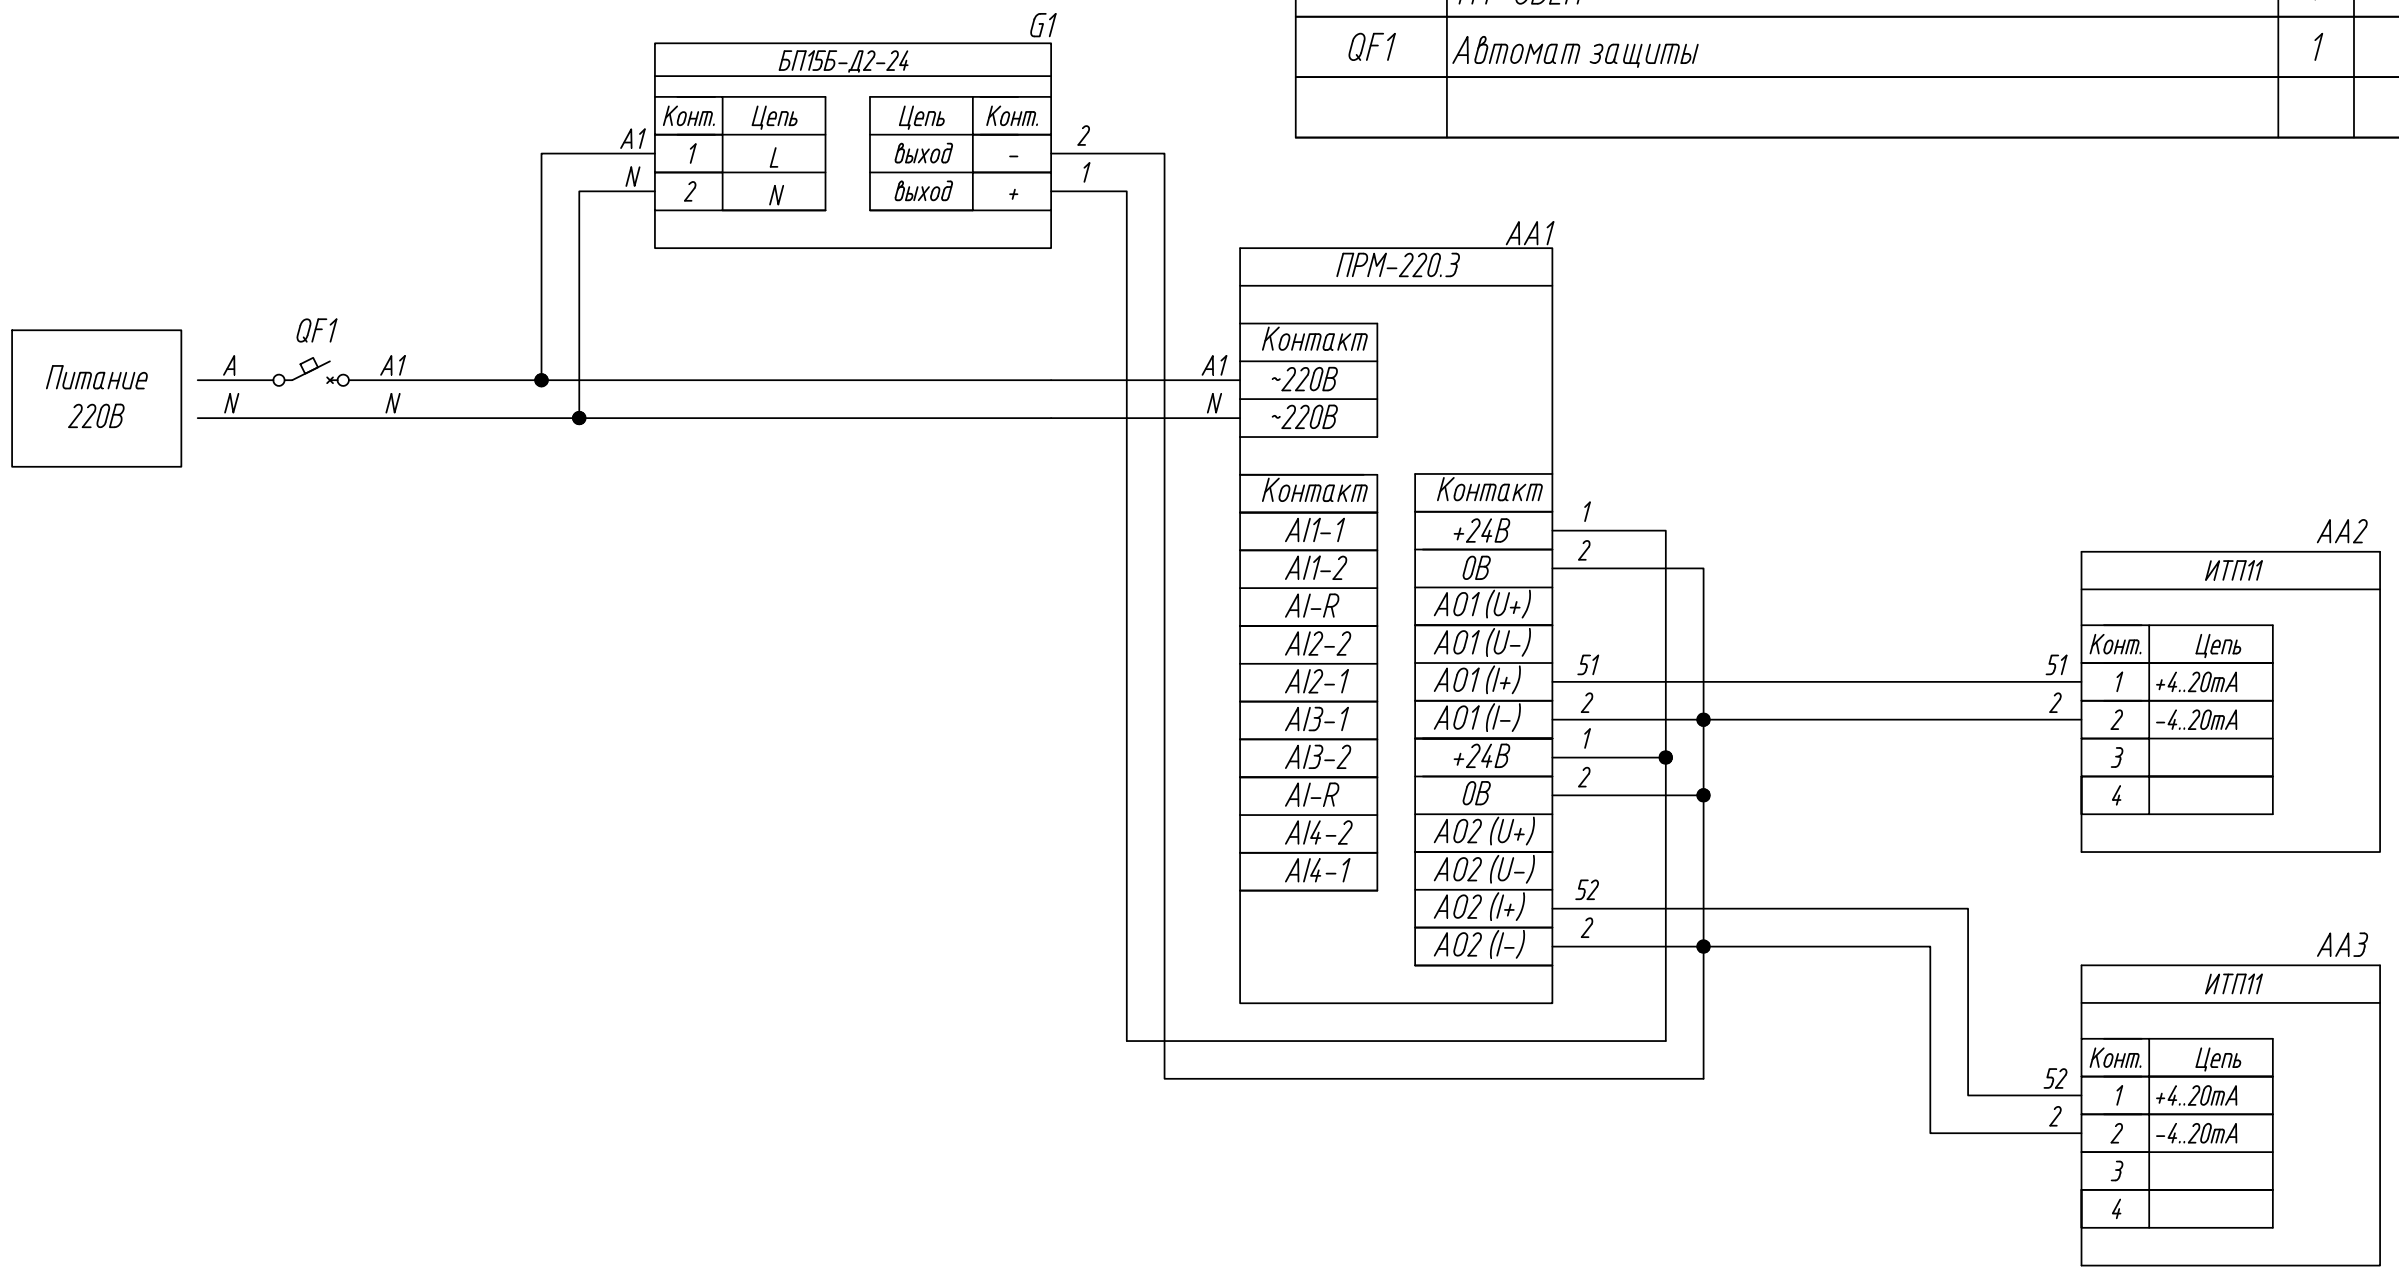 QF1 Автомат защиты 1
G1
БП15Б-Д2-24
Конт. Цепь Цепь Конт.
A1 1 L выход - 2
N 2 N выход + 1
AA1
ПРМ-220.3
Питание
220В
QF1
A A1
N N
Контакт
A1 ~220В
N ~220В
Контакт Контакт
AI1-1 +24В 1
AI1-2 0В 2
AI-R AO1 (U+)
AI2-2 AO1 (U-)
AI2-1 AO1 (I+) 51
AI3-1 AO1 (I-) 2
AI3-2 +24В 1
AI-R 0В 2
AI4-2 AO2 (U+)
AI4-1 AO2 (U-)
AO2 (I+) 52
AO2 (I-) 2
AA2
ИТП11
Конт. Цепь
51 1 +4..20mA
2 2 -4..20mA
3
4
AA3
ИТП11
Конт. Цепь
52 1 +4..20mA
2 2 -4..20mA
3
4